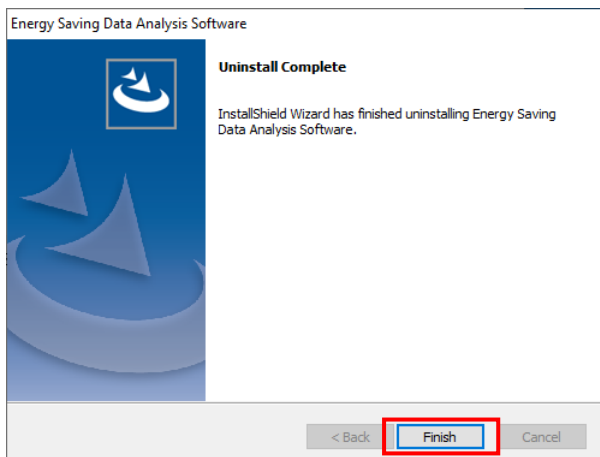 Energy Saving Data Analysis Software
Uninstall Complete
InstallShield Wizard has finished uninstalling Energy Saving
Data Analysis Software.
< Back Finish Cancel